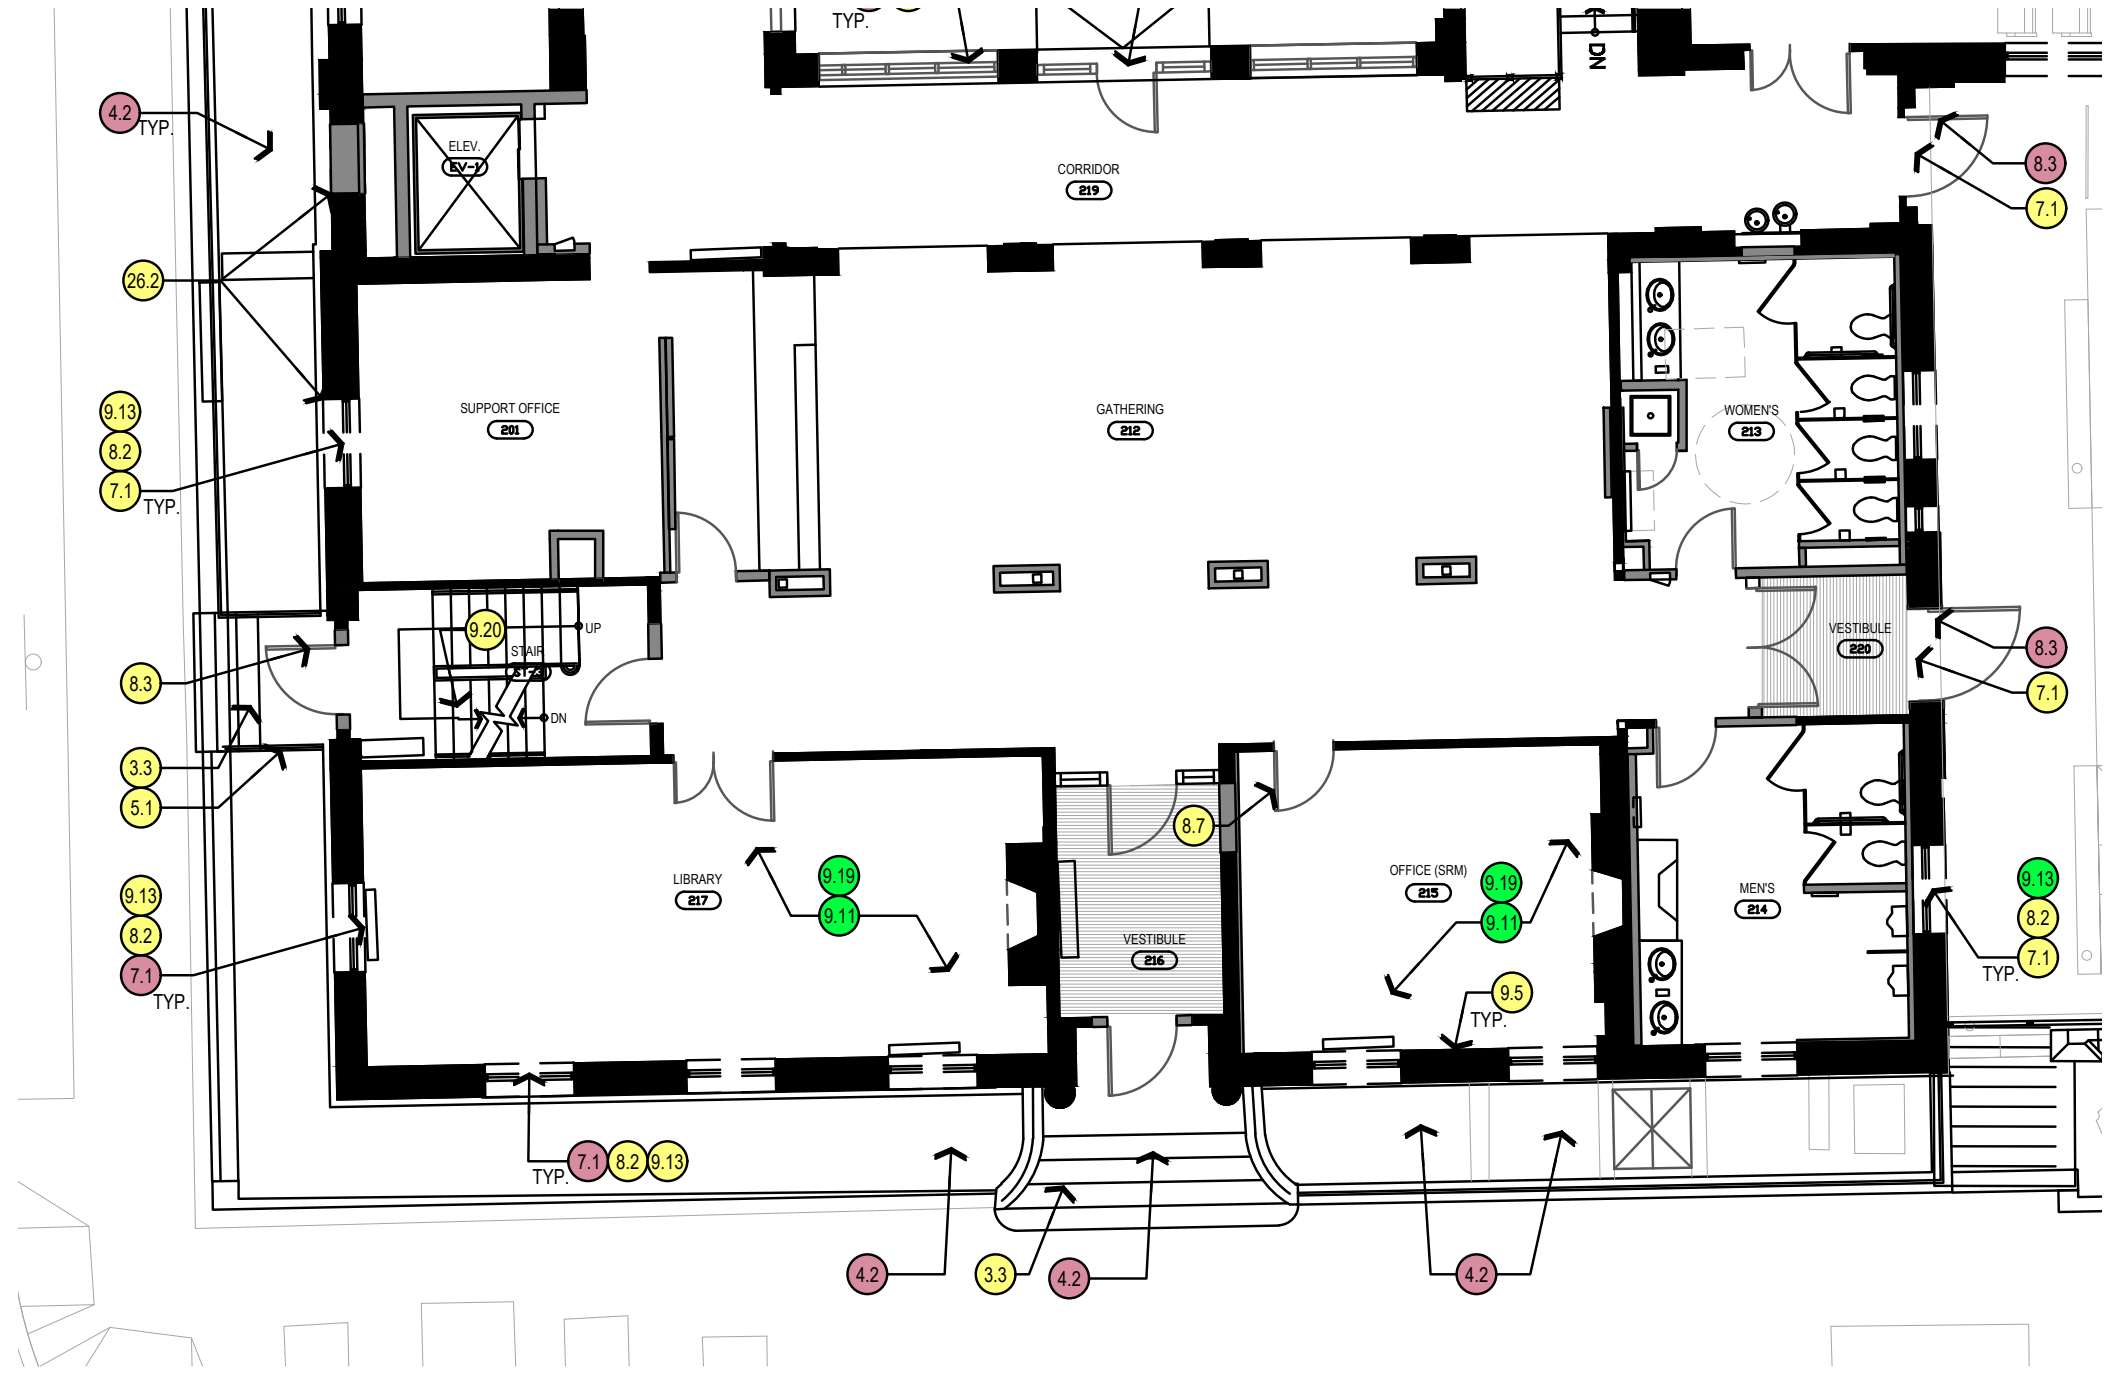 TYP.
DN
4.2
TYP.
ELEV.
EV-1
CORRIDOR
219
8.3
7.1
26.2
9.13
8.2
7.1
TYP.
SUPPORT OFFICE
201
GATHERING
212
WOMEN'S
213
9.20
UP
STAIR
DN
VESTIBULE
220
8.3
7.1
8.3
3.3
5.1
8.7
9.13
8.2
7.1
TYP.
LIBRARY
217
9.19
9.11
VESTIBULE
216
OFFICE (SRM)
215
9.19
9.11
9.5
TYP.
MEN'S
214
9.13
8.2
7.1
TYP.
7.1 8.2 9.13
TYP.
4.2
3.3
4.2
4.2